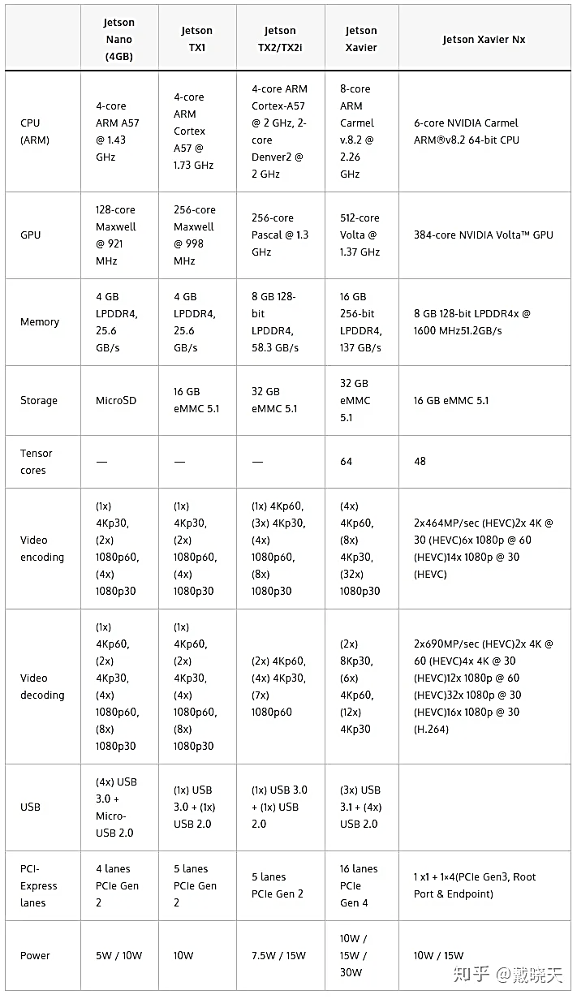 Jetson
Nano
(4GB)
Jetson
TX1
Jetson
TX2/TX2i
Jetson
Xavier
Jetson Xavier Nx
CPU
(ARM)
4-core
ARM A57
@ 1.43
GHz
4-core
ARM
Cortex
A57 @
1.73 GHz
4-core ARM
Cortex-A57
@ 2 GHz, 2-
core
Denver2 @
2 GHz
8-core
ARM
Carmel
v.8.2 @
2.26
GHz
6-core NVIDIA Carmel
ARM®v8.2 64-bit CPU
GPU
128-core
Maxwell
@ 921
MHz
256-core
Maxwell
@ 998
MHz
256-core
Pascal @ 1.3
GHz
512-core
Volta @
1.37 GHz
384-core NVIDIA Volta™ GPU
Memory
4 GB
LPDDR4,
25.6
GB/s
4 GB
LPDDR4,
25.6
GB/s
8 GB 128-
bit
LPDDR4,
58.3 GB/s
16 GB
256-bit
LPDDR4,
137 GB/s
8 GB 128-bit LPDDR4x @
1600 MHz51.2GB/s
Storage
MicroSD
16 GB
eMMC 5.1
32 GB
eMMC 5.1
32 GB
eMMC
5.1
16 GB eMMC 5.1
Tensor
cores
—
—
—
64
48
Video
encoding
(1x)
4Kp30,
(2x)
1080p60,
(4x)
1080p30
(1x)
4Kp30,
(2x)
1080p60,
(4x)
1080p30
(1x) 4Kp60,
(3x) 4Kp30,
(4x)
1080p60,
(8x)
1080p30
(4x)
4Kp60,
(8x)
4Kp30,
(32x)
1080p30
2x464MP/sec (HEVC)2x 4K @
30 (HEVC)6x 1080p @ 60
(HEVC)14x 1080p @ 30
(HEVC)
Video
decoding
(1x)
4Kp60,
(2x)
4Kp30,
(4x)
1080p60,
(8x)
1080p30
(1x)
4Kp60,
(2x)
4Kp30,
(4x)
1080p60,
(8x)
1080p30
(2x) 4Kp60,
(4x) 4Kp30,
(7x)
1080p60
(2x)
8Kp30,
(6x)
4Kp60,
(12x)
4Kp30
2x690MP/sec (HEVC)2x 4K @
60 (HEVC)4x 4K @ 30
(HEVC)12x 1080p @ 60
(HEVC)32x 1080p @ 30
(HEVC)16x 1080p @ 30
(H.264)
USB
(4x) USB
3.0 +
Micro-
USB 2.0
(1x) USB
3.0 + (1x)
USB 2.0
(1x) USB 3.0
+ (1x) USB
2.0
(3x) USB
3.1 + (4x)
USB 2.0
PCI-
Express
lanes
4 lanes
PCIe Gen
2
5 lanes
PCIe Gen
2
5 lanes
PCIe Gen 2
16 lanes
PCIe
Gen 4
1 x1 + 1×4(PCIe Gen3, Root
Port & Endpoint)
Power
5W / 10W
10W
7.5W / 15W
10W /
15W /
30W
10W / 15W
知乎 @戴晓天